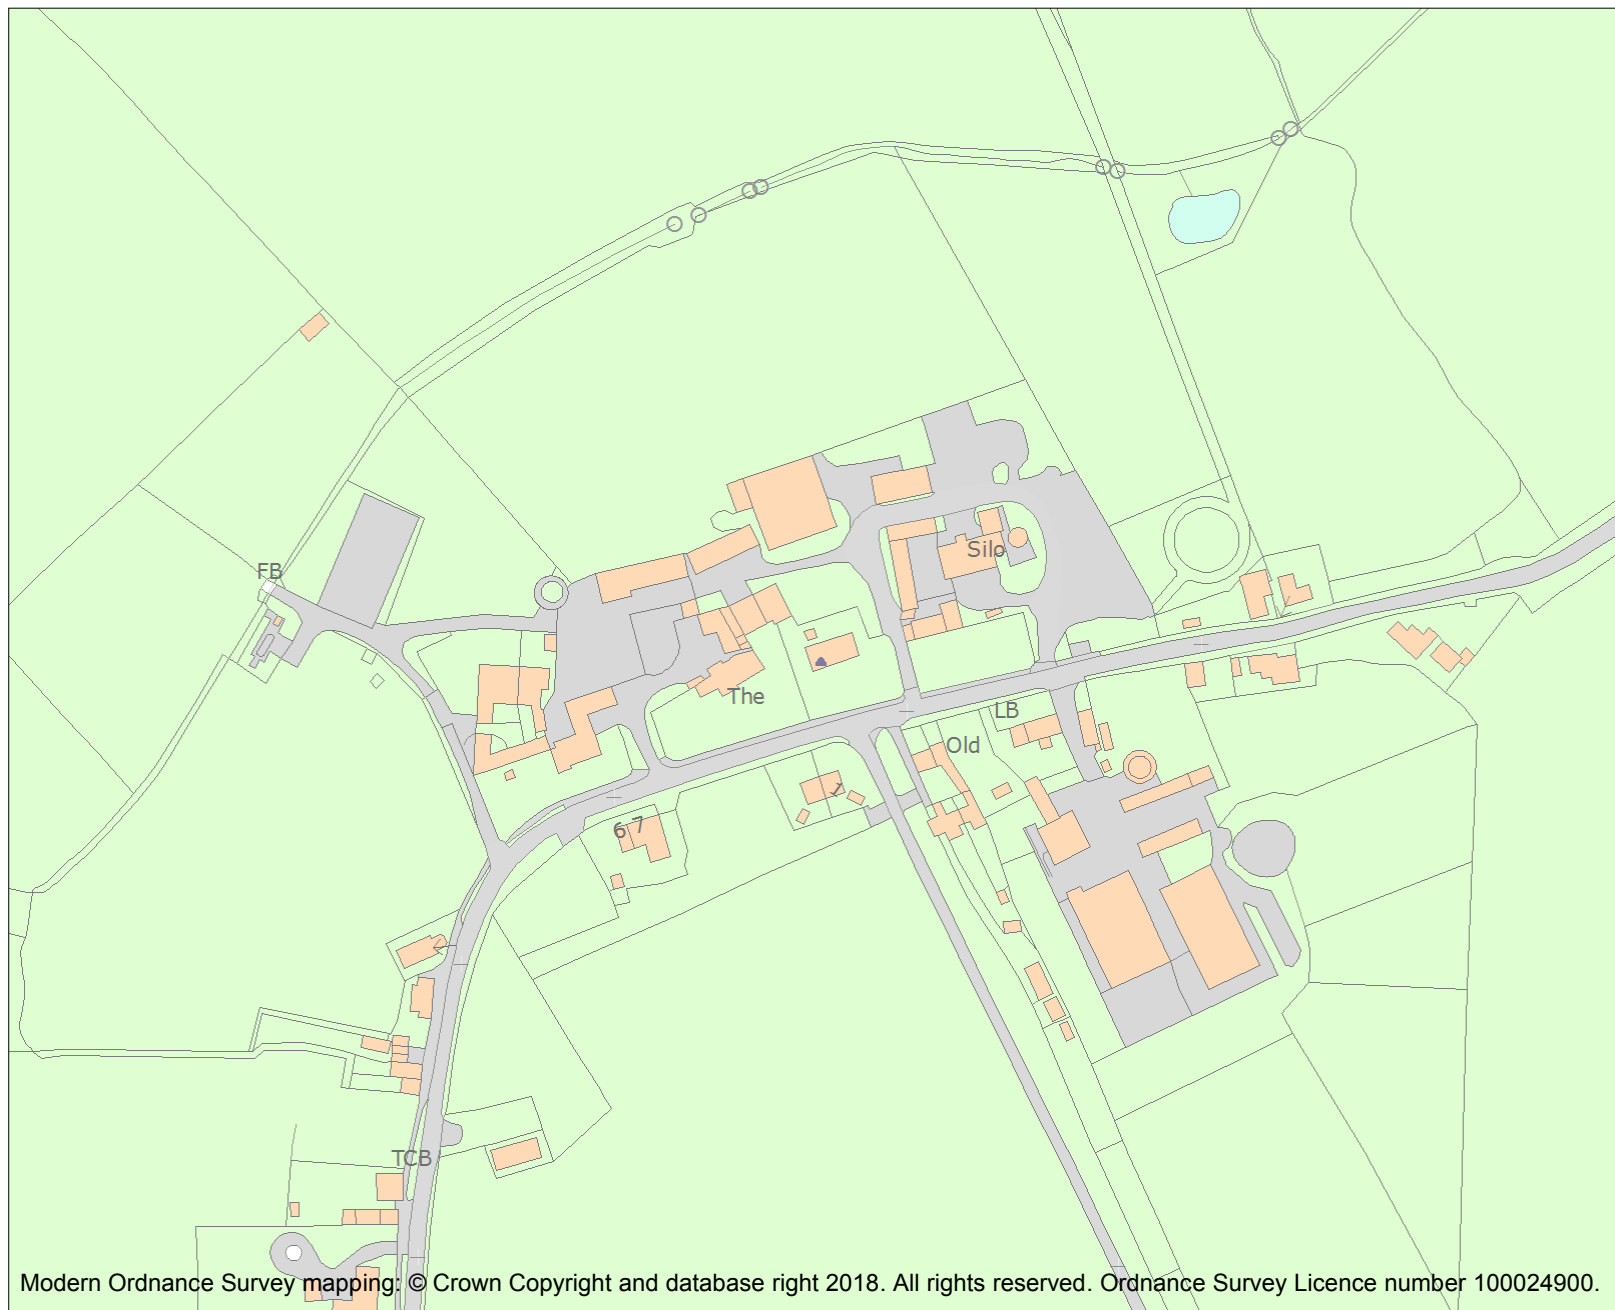 FB
Silo
The
LB
Old
1
6 7
TCB
Modern Ordnance Survey mapping: © Crown Copyright and database right 2018. All rights reserved. Ordnance Survey Licence number 100024900.